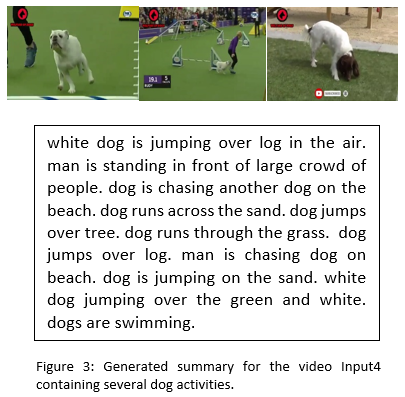 19.1 5
white dog is jumping over log in the air.
man is standing in front of large crowd of
people. dog is chasing another dog on the
beach. dog runs across the sand. dog jumps
over tree. dog runs through the grass. dog
jumps over log. man is chasing dog on
beach. dog is jumping on the sand. white
dog jumping over the green and white.
dogs are swimming.
Figure 3: Generated summary for the video Input4
containing several dog activities.